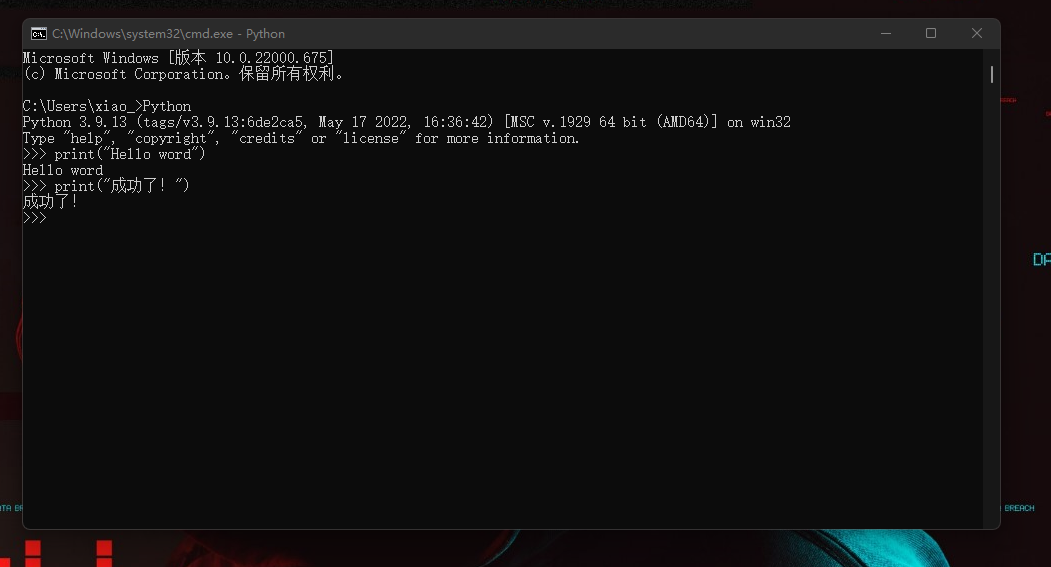 C:\Windows\system32\cmd.exe - Python
Microsoft Windows [版本 10.0.22000.675]
(c) Microsoft Corporation。保留所有权利。
C:\Users\xiao_>Python
Python 3.9.13 (tags/v3.9.13:6de2ca5, May 17 2022, 16:36:42) [MSC v.1929 64 bit (AMD64)] on win32
Type "help", "copyright", "credits" or "license" for more information.
>>> print("Hello word")
Hello word
>>> print("成功了！")
成功了！
>>>
DA
TA BR
BREACH